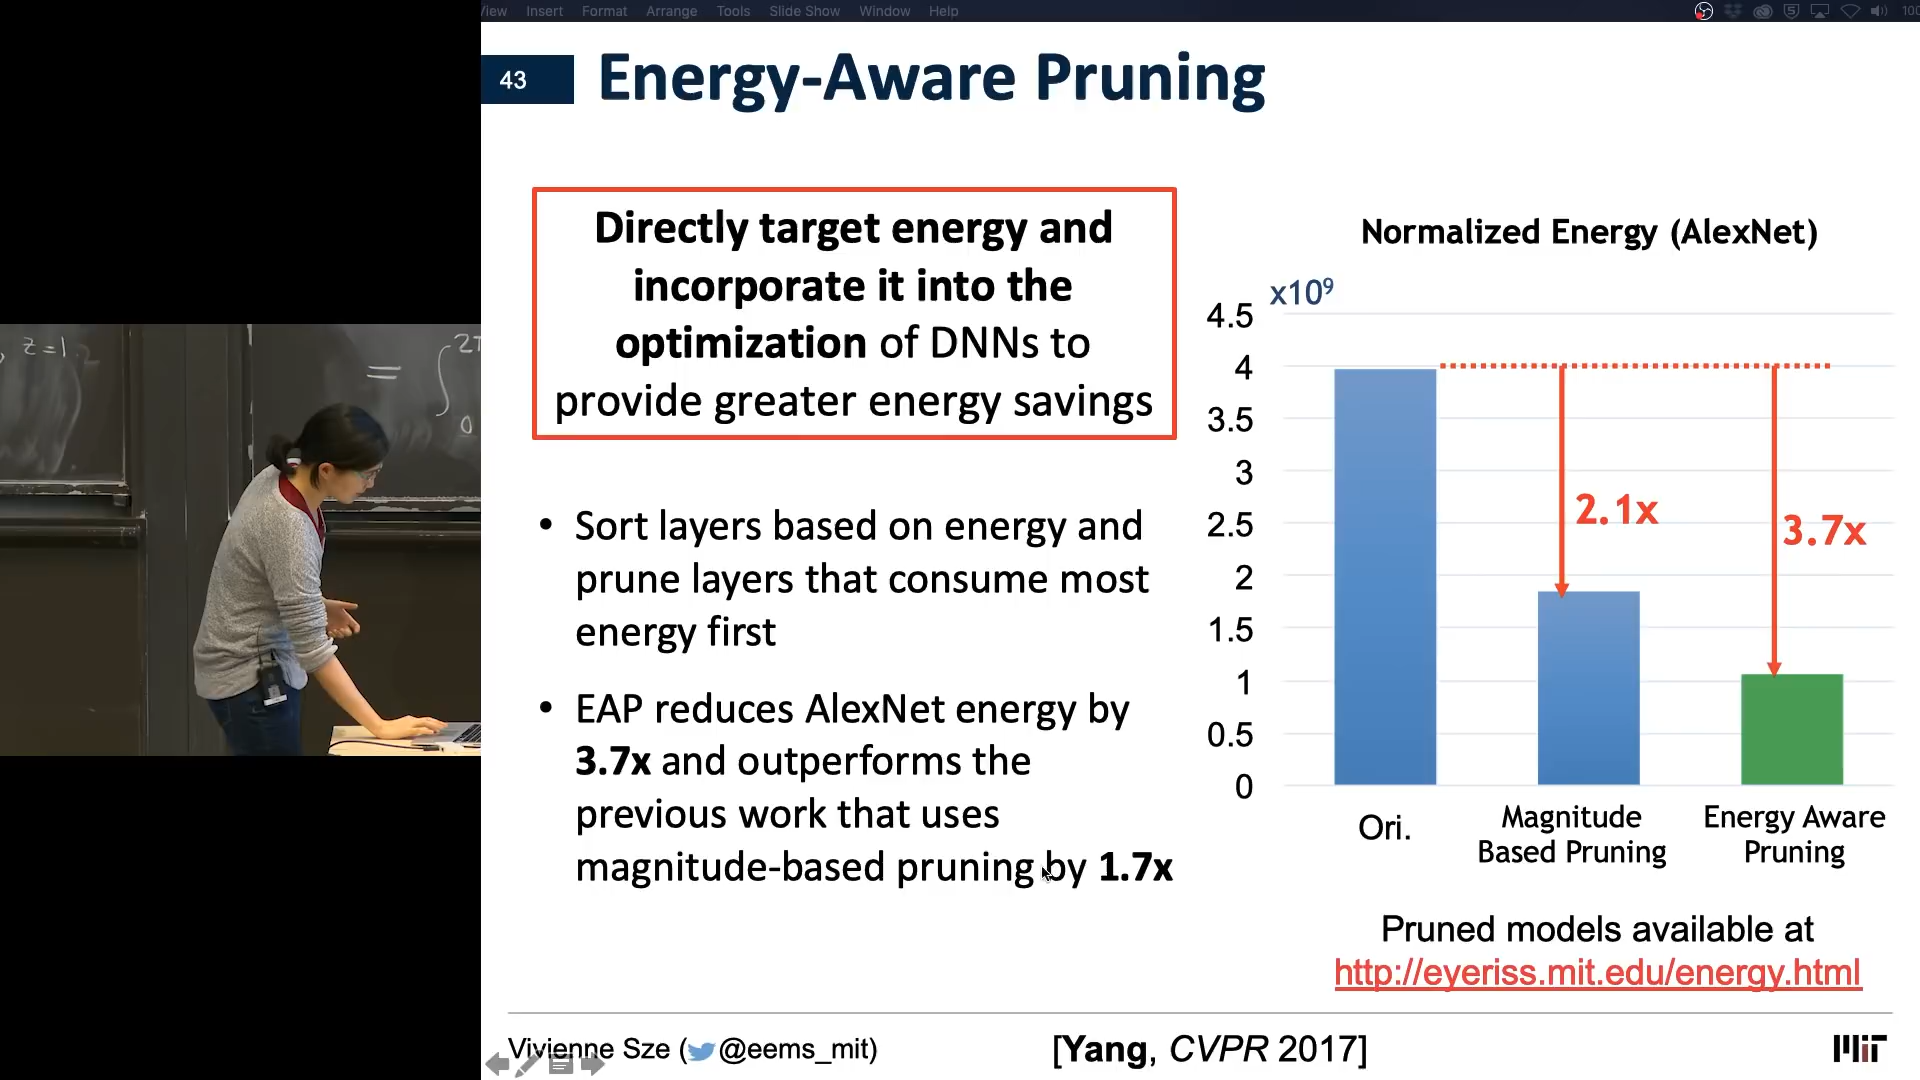 View Insert Format Arrange Tools Slide Show Window Help
43
Energy-Aware Pruning
Directly target energy and
incorporate it into the
optimization of DNNs to
provide greater energy savings
• Sort layers based on energy and
prune layers that consume most
energy first
• EAP reduces AlexNet energy by
3.7x and outperforms the
previous work that uses
magnitude-based pruning by 1.7x
Normalized Energy (AlexNet)
x10⁹
4.5
4
3.5
3
2.5
2
1.5
1
0.5
0
2.1x
3.7x
Ori.
Magnitude
Based Pruning
Energy Aware
Pruning
Pruned models available at
http://eyeriss.mit.edu/energy.html
Vivienne Sze (@eems_mit)
[Yang, CVPR 2017]
MIT
, z=1
= ∫
0